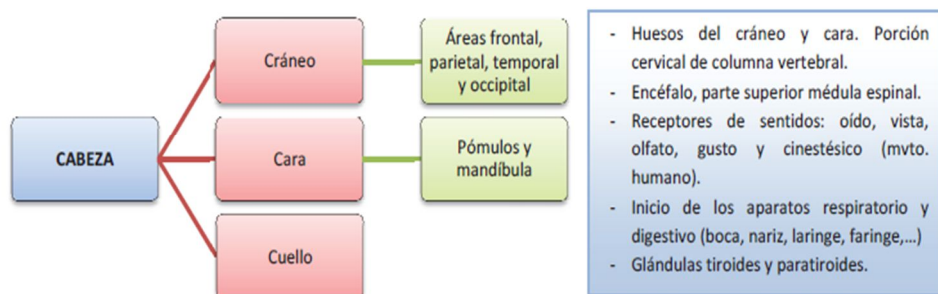 CABEZA
Cráneo
Áreas frontal,
parietal, temporal
y occipital
Cara
Pómulos y
mandíbula
Cuello
- Huesos del cráneo y cara. Porción
cervical de columna vertebral.
- Encéfalo, parte superior médula espinal.
- Receptores de sentidos: oído, vista,
olfato, gusto y cinestésico (mvto.
humano).
- Inicio de los aparatos respiratorio y
digestivo (boca, nariz, laringe, faringe,...)
- Glándulas tiroides y paratiroides.